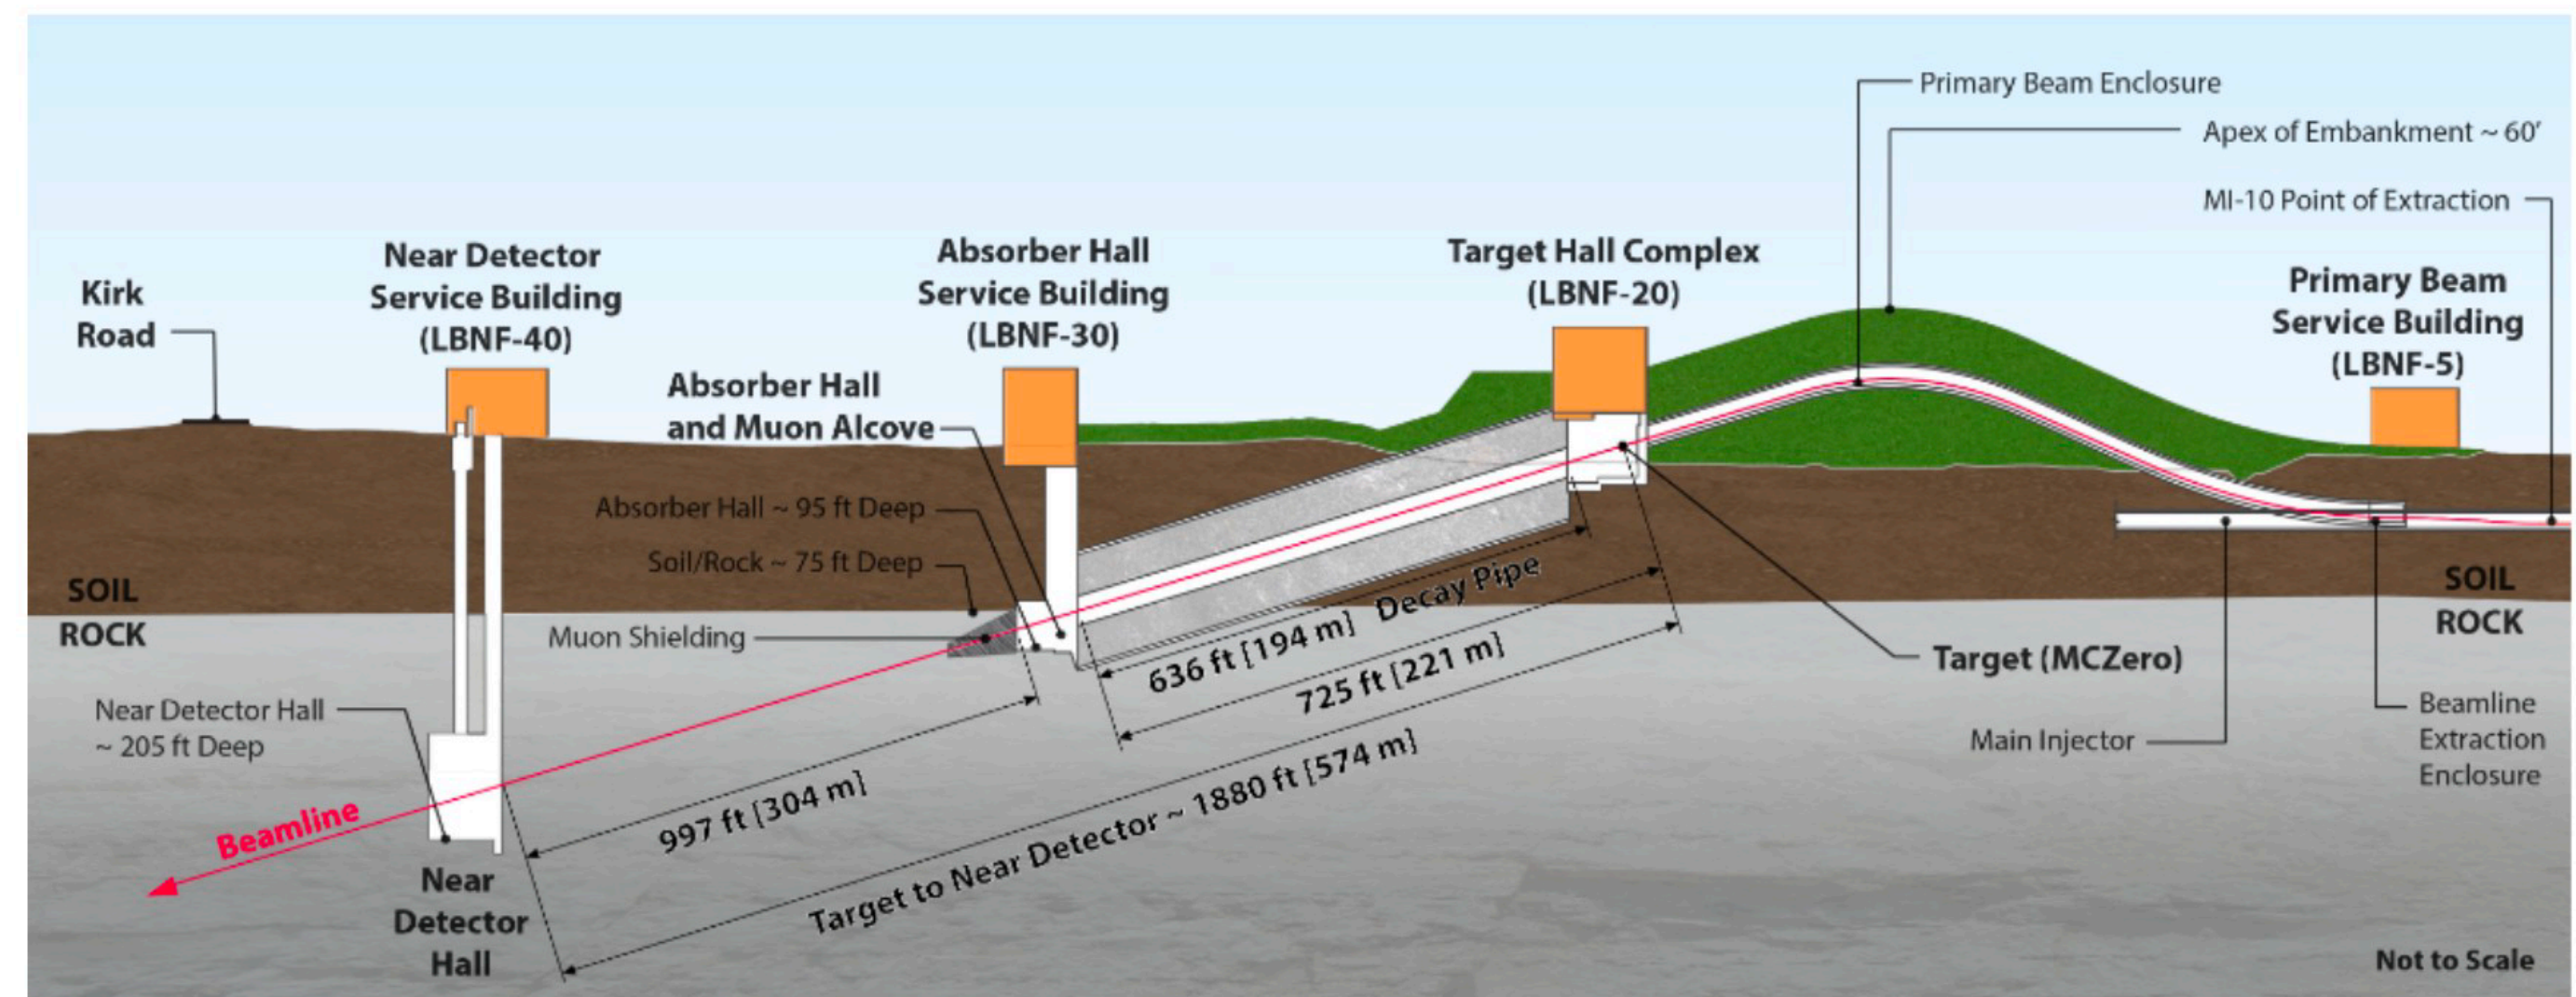 Primary Beam Enclosure
Apex of Embankment ~ 60'
MI-10 Point of Extraction
Kirk
Road
Near Detector
Service Building
(LBNF-40)
Absorber Hall
Service Building
(LBNF-30)
Target Hall Complex
(LBNF-20)
Primary Beam
Service Building
(LBNF-5)
Absorber Hall
and Muon Alcove
Absorber Hall ~ 95 ft Deep
Soil/Rock ~ 75 ft Deep
SOIL
ROCK
Muon Shielding
Near Detector Hall
~ 205 ft Deep
Beamline
Near
Detector
Hall
997 ft [304 m]
636 ft [194 m] Decay Pipe
725 ft [221 m]
Target to Near Detector ~ 1880 ft [574 m]
Target (MCZero)
Main Injector
SOIL
ROCK
Beamline
Extraction
Enclosure
Not to Scale